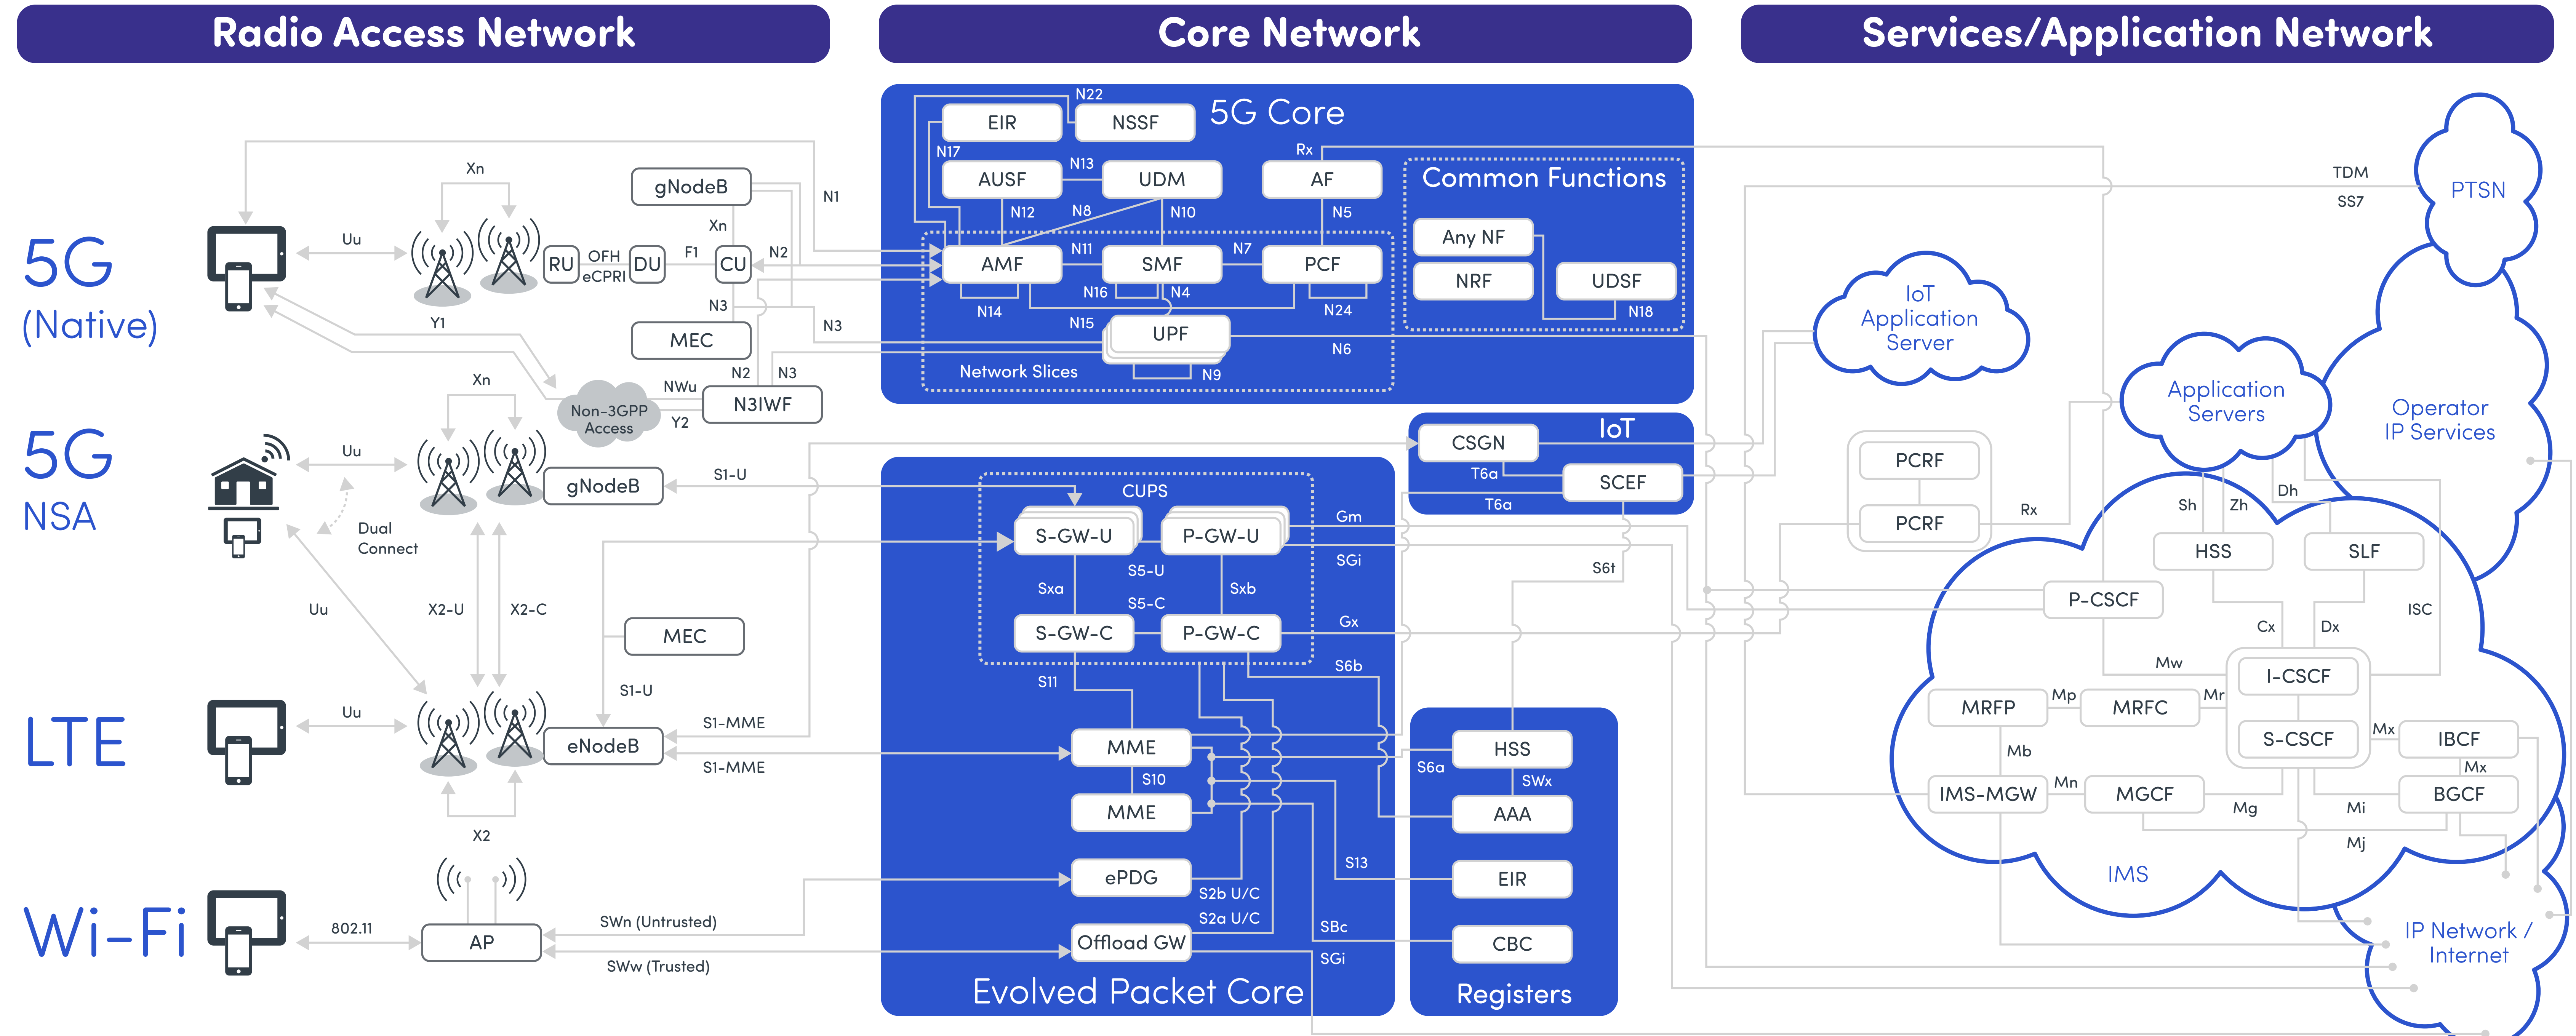 Radio Access Network
Core Network
Services/Application Network
5G
(Native)
Xn
Uu
Y1
RU
OFH
eCPRI
DU
F1
CU
gNodeB
Xn
N1
N2
N3
MEC
N3
N2
N3
NWu
Y2
N3IWF
Non-3GPP
Access
5G
NSA
Xn
Uu
Dual
Connect
gNodeB
S1-U
Uu
X2-U
X2-C
MEC
S1-U
LTE
Uu
eNodeB
S1-MME
S1-MME
X2
Wi-Fi
802.11
AP
SWn (Untrusted)
SWw (Trusted)
5G Core
N22
EIR
NSSF
N17
N13
AUSF
UDM
Rx
AF
N12
N8
N10
N5
AMF
N11
SMF
N7
PCF
N14
N16
N4
N24
N15
UPF
N6
Network Slices
N9
Common Functions
Any NF
NRF
UDSF
N18
IoT
CSGN
T6a
SCEF
T6a
S6t
CUPS
S-GW-U
P-GW-U
Gm
SGi
S5-U
Sxa
Sxb
S5-C
S-GW-C
P-GW-C
Gx
S6b
S11
MME
S10
MME
ePDG
S2b U/C
S2a U/C
Offload GW
S13
SBc
SGi
Evolved Packet Core
S6a
HSS
SWx
AAA
EIR
CBC
Registers
TDM
SS7
PTSN
IoT
Application
Server
Application
Servers
Operator
IP Services
PCRF
PCRF
Rx
Sh
Zh
Dh
HSS
SLF
P-CSCF
ISC
Cx
Dx
Mw
I-CSCF
MRFP
Mp
MRFC
Mr
S-CSCF
Mx
IBCF
Mb
Mx
IMS-MGW
Mn
MGCF
Mg
Mi
BGCF
Mj
IMS
IP Network /
Internet